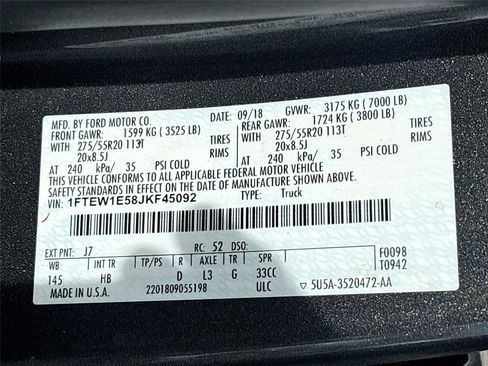 MFD. BY FORD MOTOR CO. 09/18 GVWR: 3175 KG ( 7000 LB)
FRONT GAWR: 1599 KG ( 3525 LB) REAR GAWR: 1724 KG ( 3800 LB)
WITH 275/55R20 113T TIRES WITH 275/55R20 113T TIRES
20x8.5J RIMS 20x8.5J RIMS
AT 240 kPa/ 35 PSI COLD AT 240 kPa/ 35 PSI COLD
THIS VEHICLE CONFORMS TO ALL APPLICABLE FEDERAL MOTOR VEHICLE
SAFETY STANDARDS IN EFFECT ON THE DATE OF MANUFACTURE SHOWN ABOVE.
VIN: 1FTEW1E58JKF45092 TYPE: Truck
EXT PNT: J7 RC: 52 DSO: F0098
WB INT TR TP/PS R AXLE TR SPR T0942
145 HB D L3 G 33CC
MADE IN U.S.A. 2201809055198 ULC ▽ 5U5A-3520472-AA